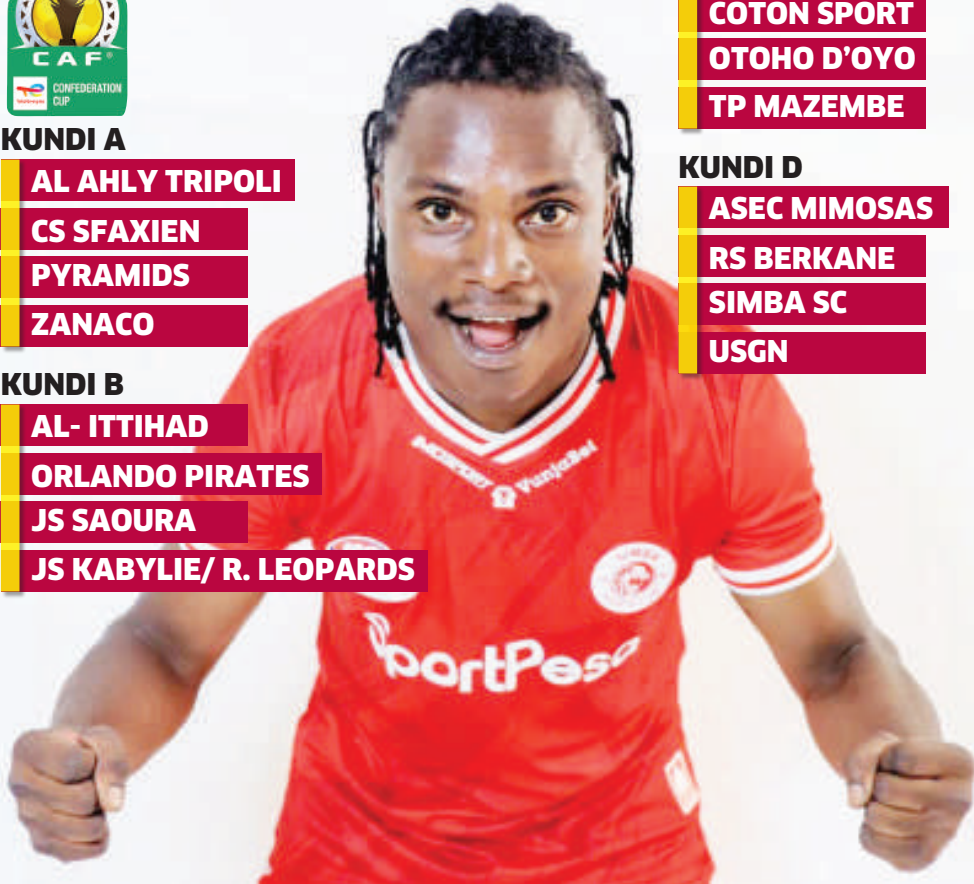 CAF
CONFEDERATION
CUP
KUNDI A
AL AHLY TRIPOLI
CS SFAXIEN
PYRAMIDS
ZANACO
KUNDI B
AL- ITTIHAD
ORLANDO PIRATES
JS SAOURA
JS KABYLIE/ R. LEOPARDS
COTON SPORT
OTOHO D’OYO
TP MAZEMBE
KUNDI D
ASEC MIMOSAS
RS BERKANE
SIMBA SC
USGN
VunjaBei
SportPesa